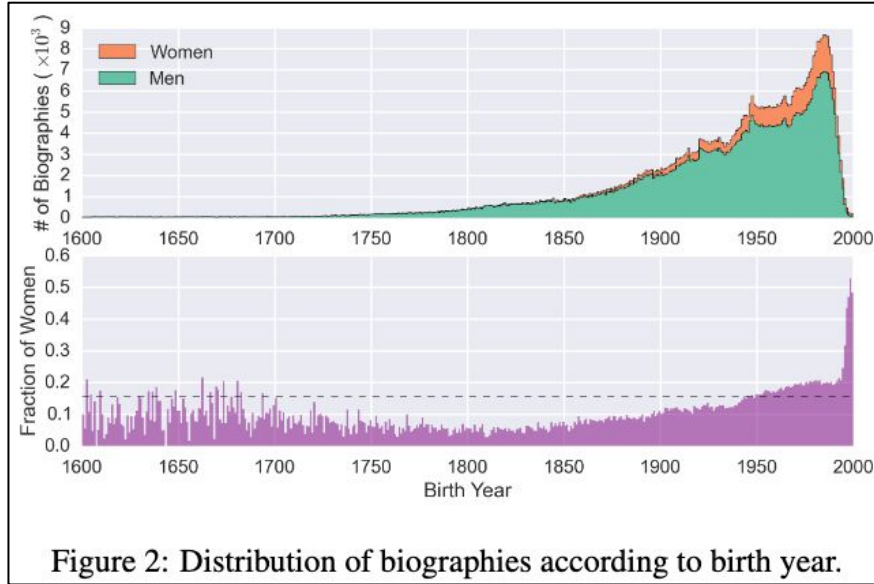 9
8
7
6
5
4
3
2
1
0
# of Biographies ( ×10³ )
Women
Men
1600 1650 1700 1750 1800 1850 1900 1950 2000
0.6
0.5
0.4
0.3
0.2
0.1
0.0
Fraction of Women
1600 1650 1700 1750 1800 1850 1900 1950 2000
Birth Year
Figure 2: Distribution of biographies according to birth year.